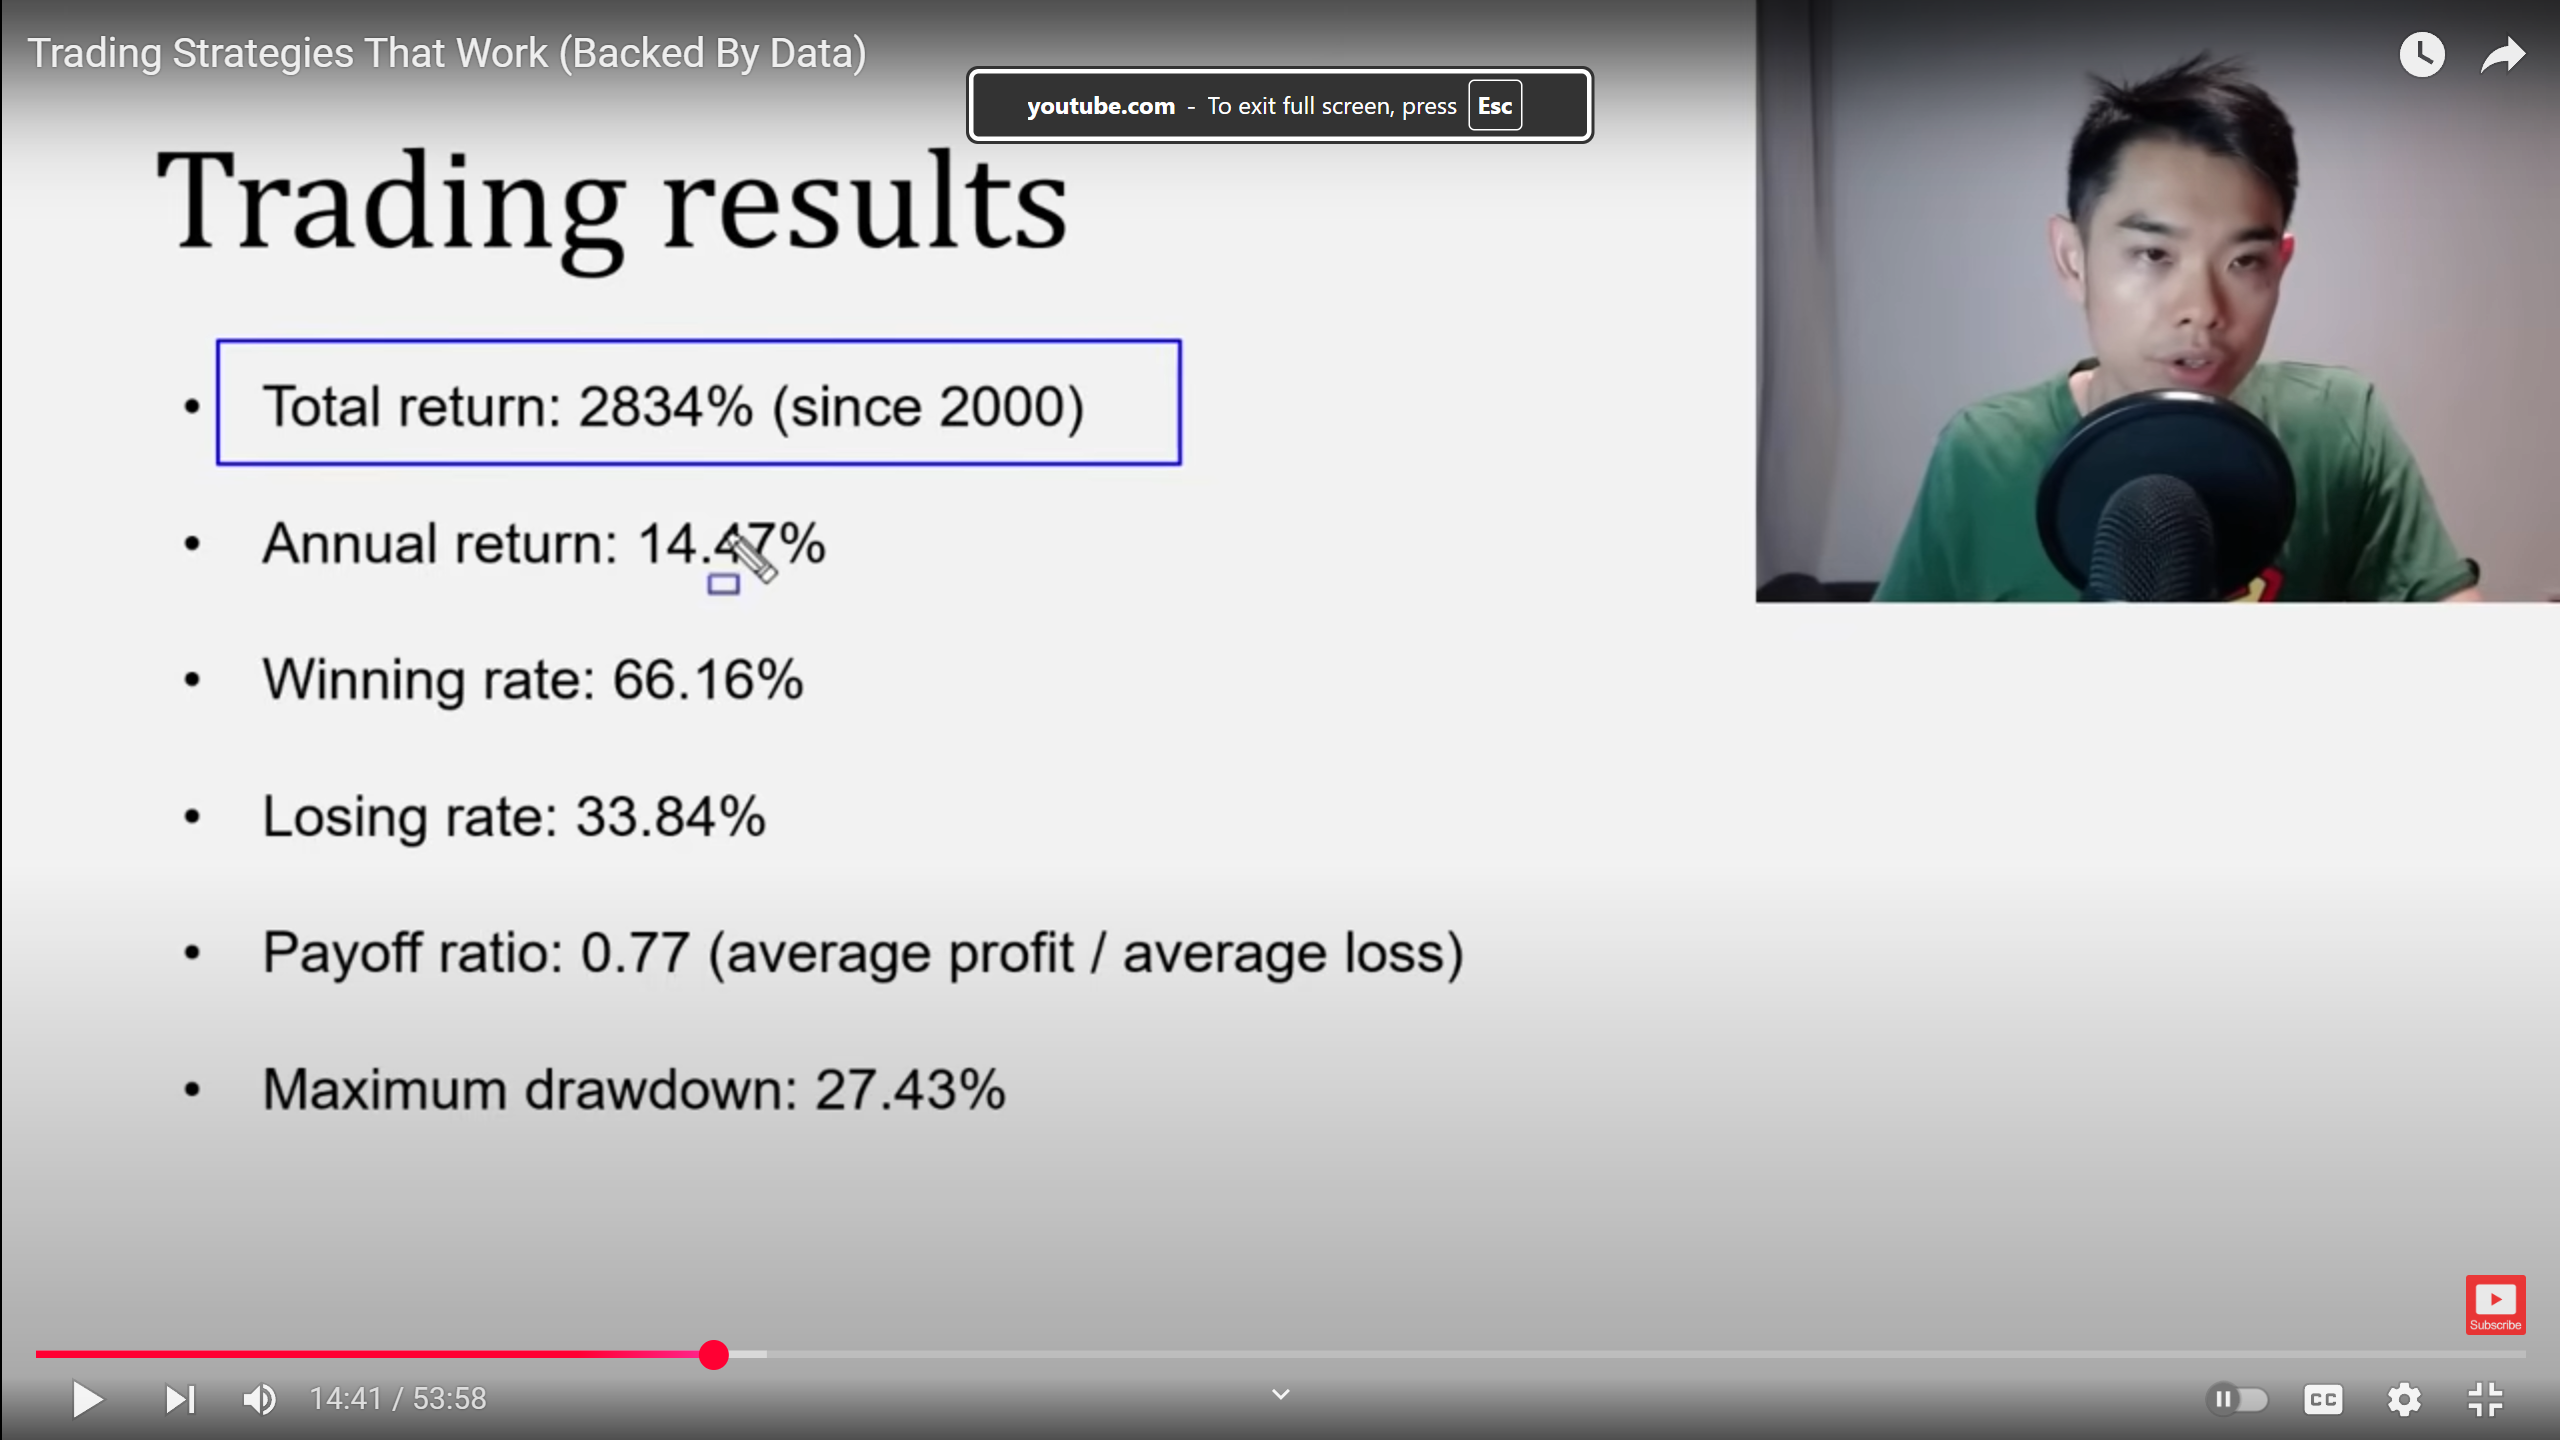 Trading Strategies That Work (Backed By Data)
youtube.com - To exit full screen, press Esc
Trading results
• Total return: 2834% (since 2000)
• Annual return: 14.47%
• Winning rate: 66.16%
• Losing rate: 33.84%
• Payoff ratio: 0.77 (average profit / average loss)
• Maximum drawdown: 27.43%
Subscribe
14:41 / 53:58
CC